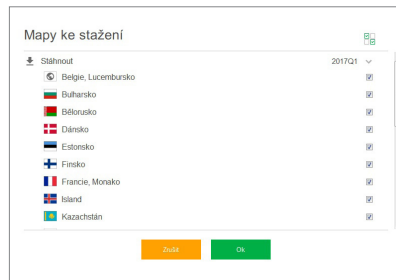 Mapy ke stažení
Stáhnout 2017Q1
Belgie, Lucembursko
Bulharsko
Bělorusko
Dánsko
Estonsko
Finsko
Francie, Monako
Island
Kazachstán
Zrušit Ok